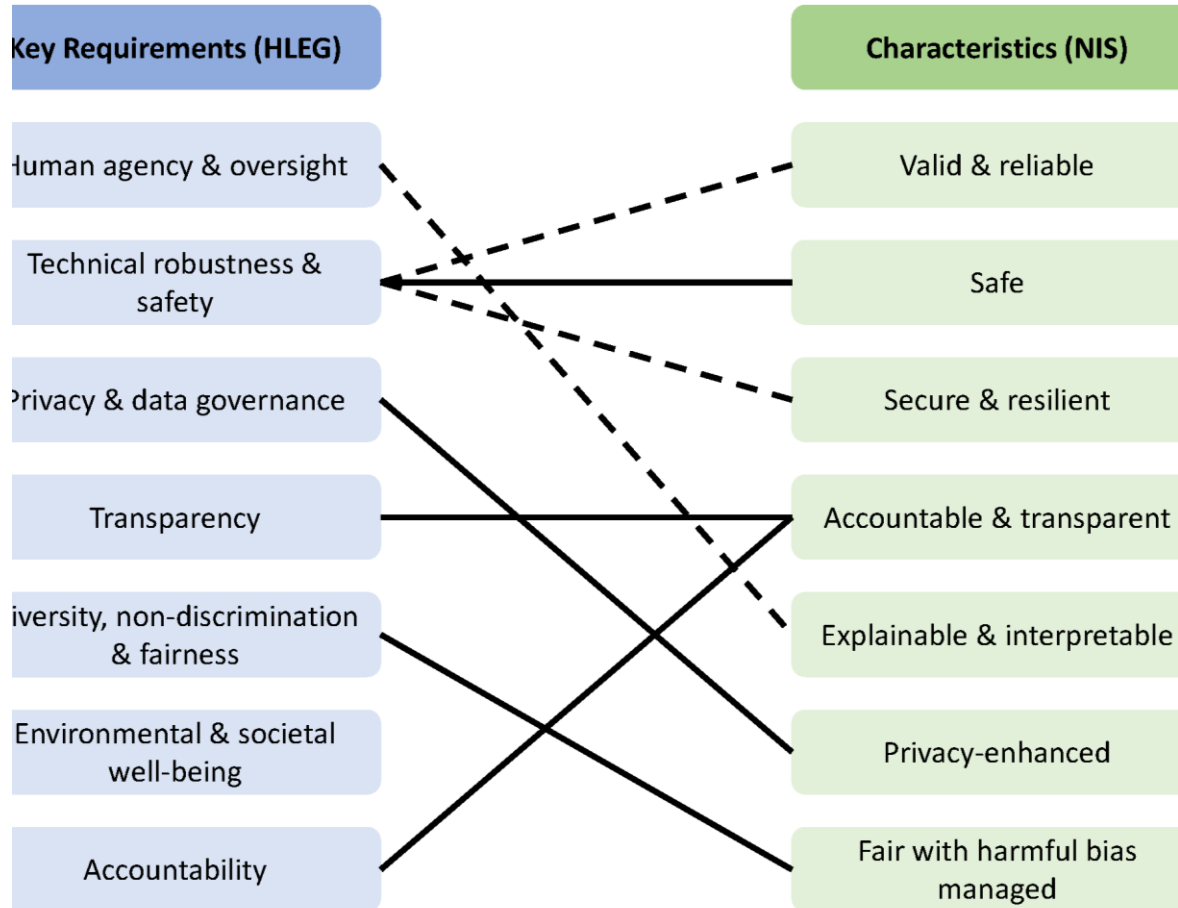 Key Requirements (HLEG)
Characteristics (NIS)
Human agency & oversight
Valid & reliable
Technical robustness &
safety
Safe
Privacy & data governance
Secure & resilient
Transparency
Accountable & transparent
iversity, non-discrimination
& fairness
Explainable & interpretable
Environmental & societal
well-being
Privacy-enhanced
Accountability
Fair with harmful bias
managed